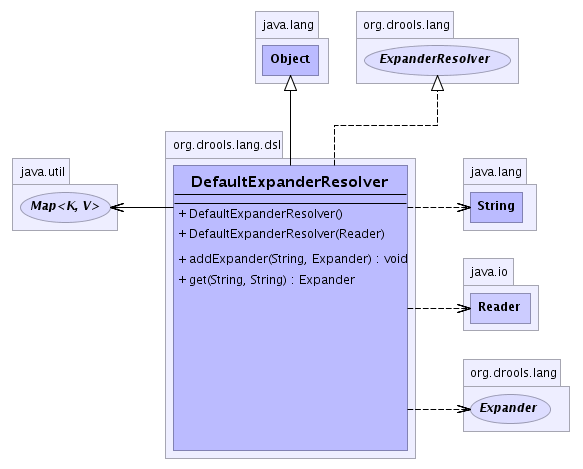 java.lang
Object
org.drools.lang
ExpanderResolver
org.drools.lang.dsl
DefaultExpanderResolver
+ DefaultExpanderResolver()
+ DefaultExpanderResolver(Reader)
+ addExpander(String, Expander) : void
+ get(String, String) : Expander
java.util
Map<K, V>
java.lang
String
java.io
Reader
org.drools.lang
Expander